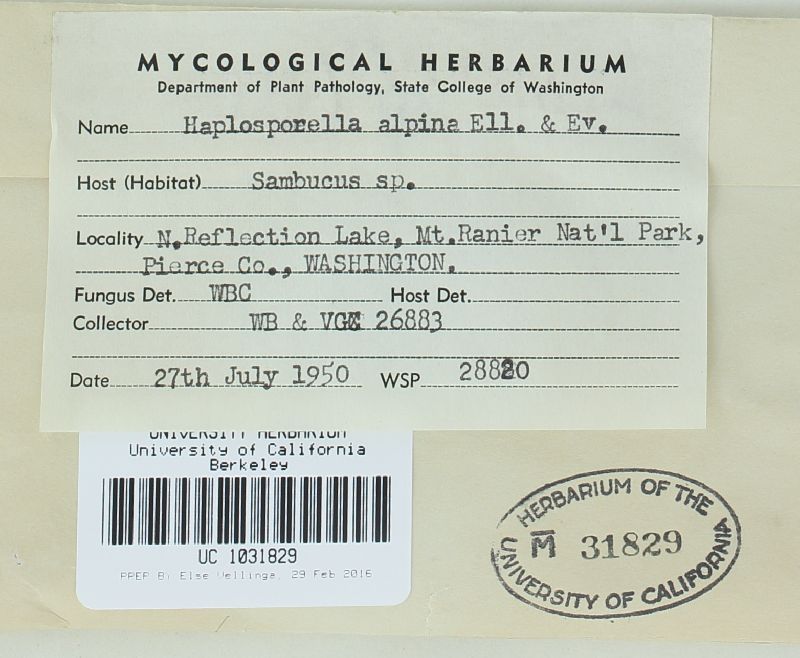 MYCOLOGICAL HERBARIUM
Department of Plant Pathology, State College of Washington
Name Haplosporella alpina Ell. & Ev.
Host (Habitat) Sambucus sp.
Locality N.Reflection Lake, Mt.Ranier Nat'l Park,
Pierce Co., WASHINGTON.
Fungus Det. WBC Host Det.
Collector WB & VGC 26883
Date 27th July 1950 WSP 28820
UNIVERSITY HERBARIUM
University of California
Berkeley
UC 1031829
PREP By Else Vellinga, 29 Feb 2016
HERBARIUM OF THE
M 31829
UNIVERSITY OF CALIFORNIA